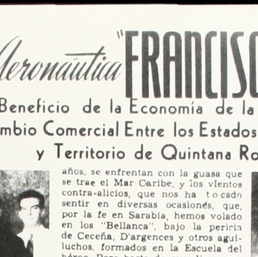 Aeronáutica "FRANCISC
Beneficio de la Economía de la
mbio Comercial Entre los Estados
y Territorio de Quintana Ro
años, se enfrentan con la guasa que
se trae el Mar Caribe, y los vientos
contra-alicios, que nos ha tocado
sentir en diversas ocasiones, que,
por la fe en Sarabia, hemos volado
en los "Bellanca", bajo la pericia
de Ceceña, D'argences y otros agui-
luchos, formados en la Escuela del